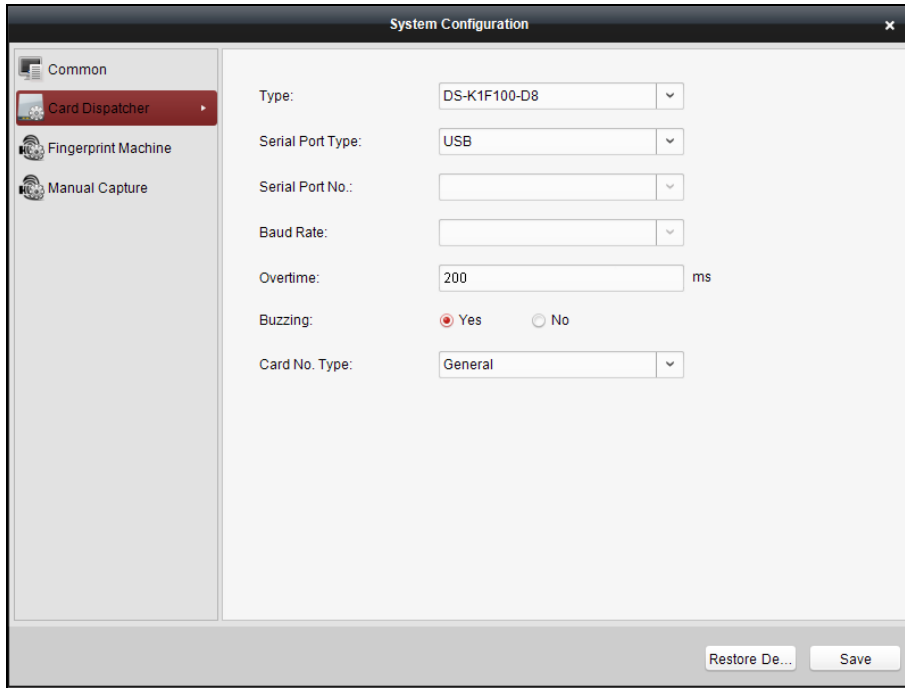 System Configuration
Common
Card Dispatcher
Fingerprint Machine
Manual Capture
Type: DS-K1F100-D8
Serial Port Type: USB
Serial Port No.:
Baud Rate:
Overtime: 200 ms
Buzzing: Yes No
Card No. Type: General
Restore De... Save